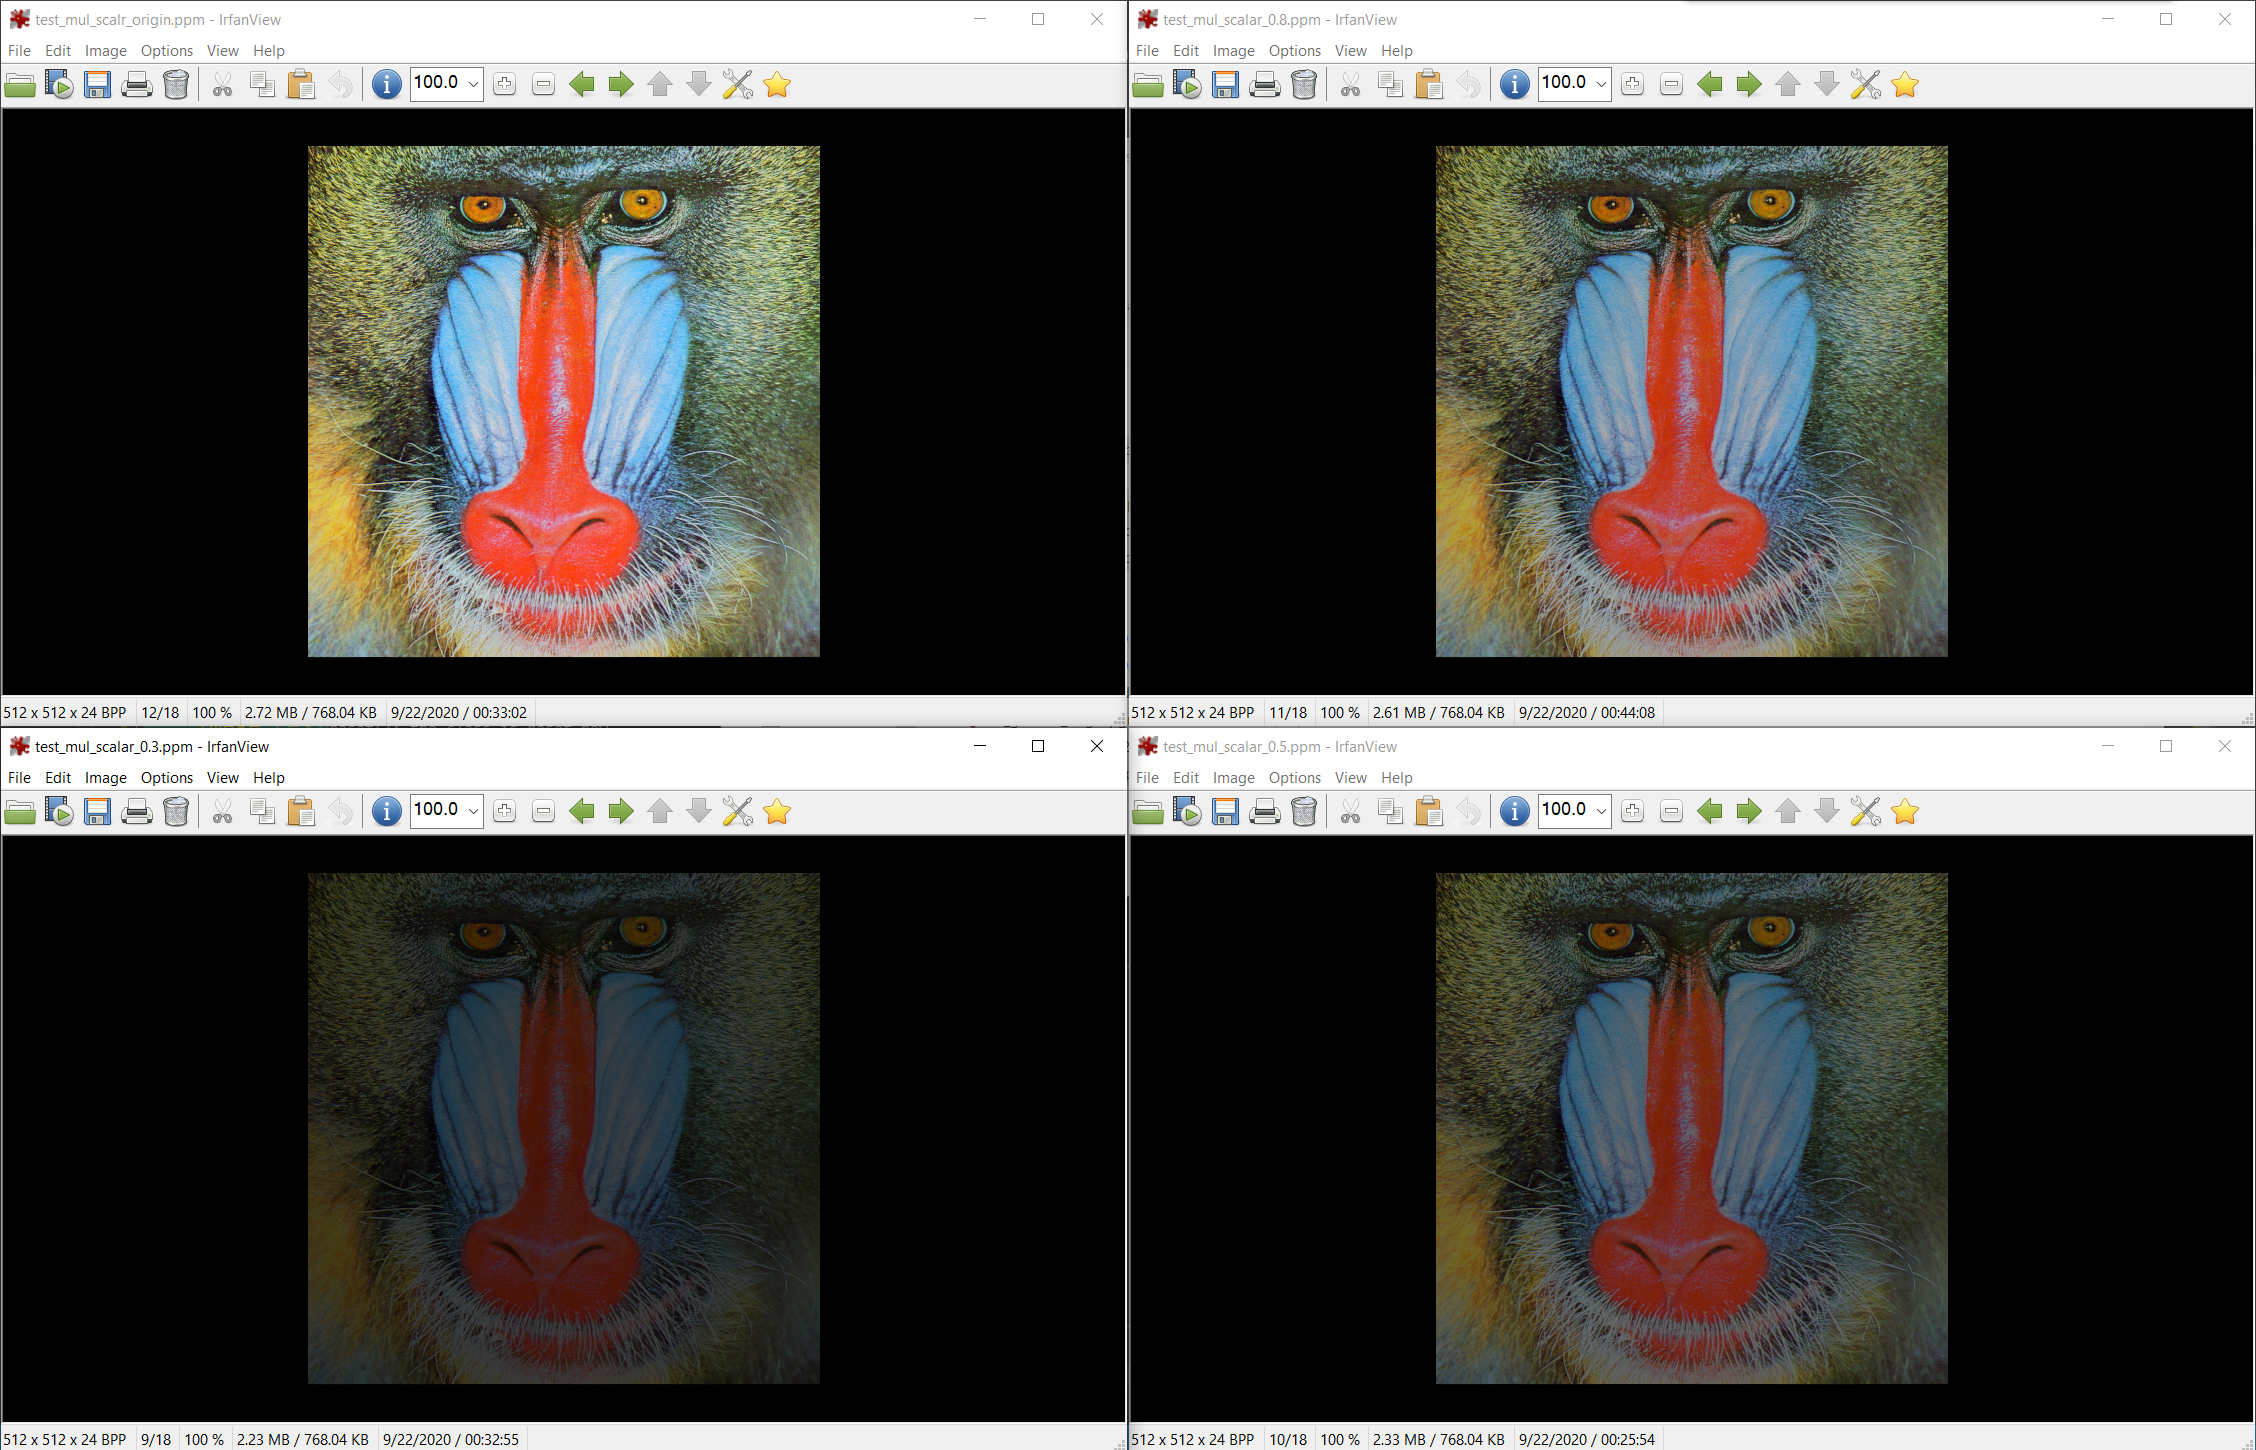 test_mul_scalr_origin.ppm - IrfanView
File Edit Image Options View Help
100.0
512 x 512 x 24 BPP 12/18 100 % 2.72 MB / 768.04 KB 9/22/2020 / 00:33:02
test_mul_scalar_0.8.ppm - IrfanView
File Edit Image Options View Help
100.0
512 x 512 x 24 BPP 11/18 100 % 2.61 MB / 768.04 KB 9/22/2020 / 00:44:08
test_mul_scalar_0.3.ppm - IrfanView
File Edit Image Options View Help
100.0
512 x 512 x 24 BPP 9/18 100 % 2.23 MB / 768.04 KB 9/22/2020 / 00:32:55
test_mul_scalar_0.5.ppm - IrfanView
File Edit Image Options View Help
100.0
512 x 512 x 24 BPP 10/18 100 % 2.33 MB / 768.04 KB 9/22/2020 / 00:25:54